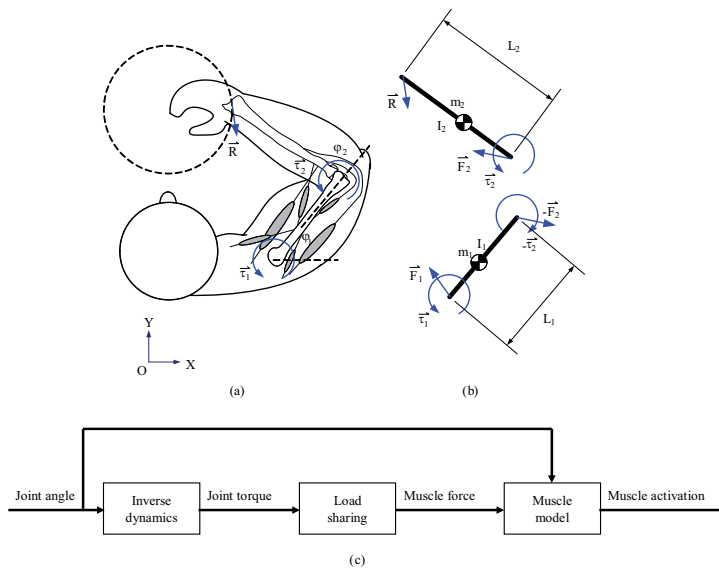 R
τ₂
φ₂
φ
τ₁
Y
O
X
(a)
L₂
R
m₂
I₂
F₂
τ₂
-F₂
I₁
m₁
-τ₂
F₁
τ₁
L₁
(b)
Joint angle
Inverse
dynamics
Joint torque
Load
sharing
Muscle force
Muscle
model
Muscle activation
(c)